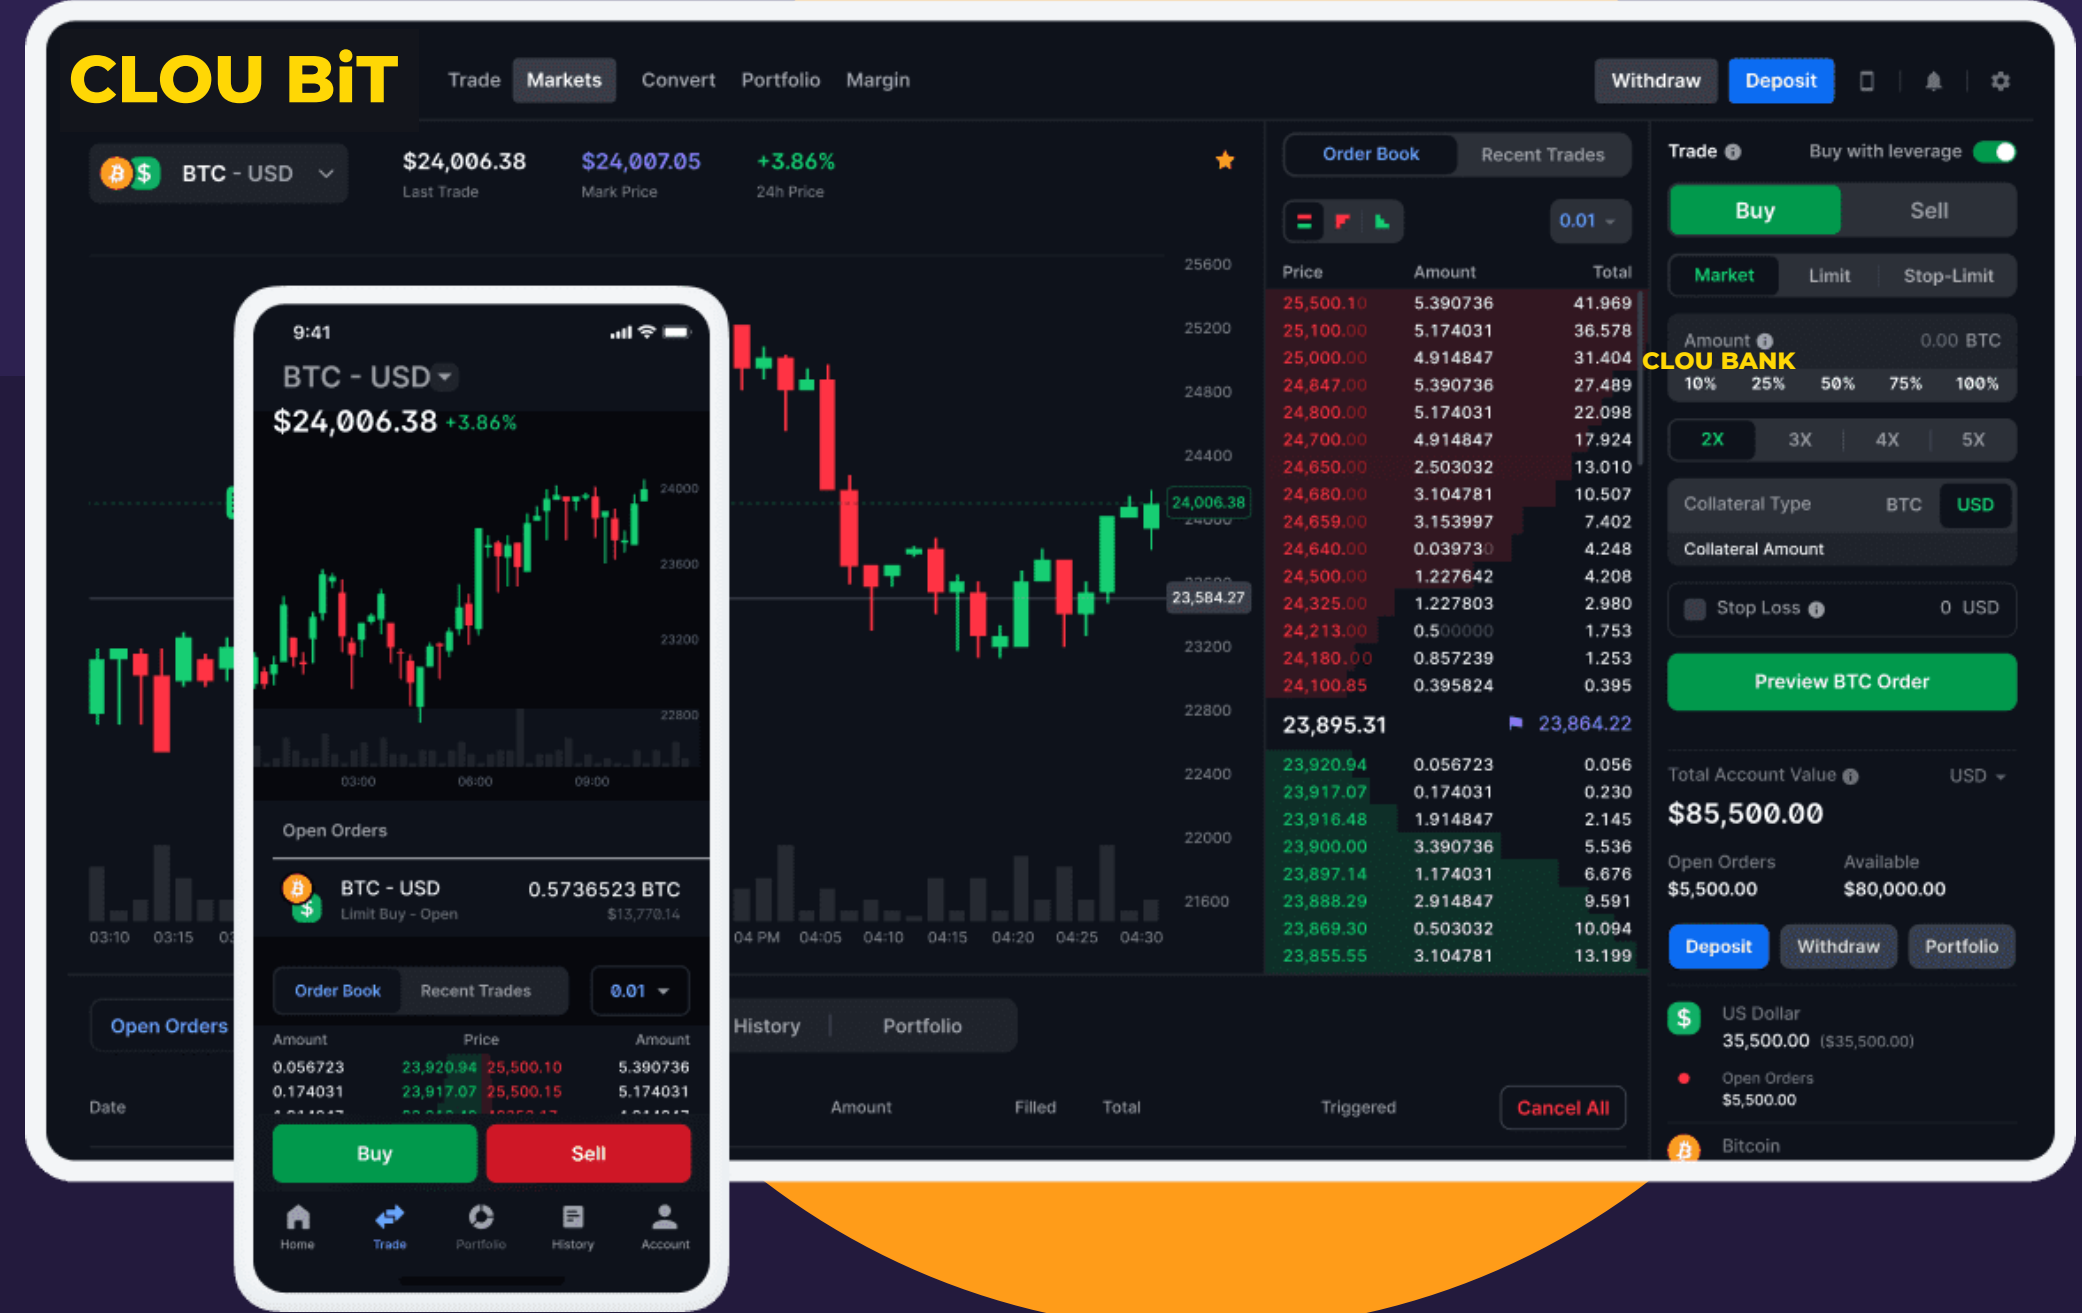 CLOU BiT
Trade Markets Convert Portfolio Margin
Withdraw Deposit
BTC - USD
$24,006.38 $24,007.05 +3.86%
Last Trade Mark Price 24h Price
25600
25200
24800
24400
24,006.38
23,584.27
23200
22800
22400
22000
21600
03:10 03:15
04 PM 04:05 04:10 04:15 04:20 04:25 04:30
Open Orders
History Portfolio
Date Amount Filled Total Triggered Cancel All
9:41
BTC - USD
$24,006.38 +3.86%
24000
23600
23200
22800
03:00 06:00 09:00
Open Orders
BTC - USD 0.5736523 BTC
Limit Buy - Open $13,770.14
Order Book Recent Trades 0.01
Amount Price Amount
0.056723 23,920.94 25,500.10 5.390736
0.174031 23,917.07 25,500.15 5.174031
Buy Sell
Home Trade Portfolio History Account
Order Book Recent Trades
0.01
Price Amount Total
25,500.10 5.390736 41.969
25,100.00 5.174031 36.578
25,000.00 4.914847 31.404
24,847.00 5.390736 27.489
24,800.00 5.174031 22.098
24,700.00 4.914847 17.924
24,650.00 2.503032 13.010
24,680.00 3.104781 10.507
24,659.00 3.153997 7.402
24,640.00 0.039730 4.248
24,500.00 1.227642 4.208
24,325.00 1.227803 2.980
24,213.00 0.500000 1.753
24,180.00 0.857239 1.253
24,100.85 0.395824 0.395
23,895.31 23,864.22
23,920.94 0.056723 0.056
23,917.07 0.174031 0.230
23,916.48 1.914847 2.145
23,900.00 3.390736 5.536
23,897.14 1.174031 6.676
23,888.29 2.914847 9.591
23,869.30 0.503032 10.094
23,855.55 3.104781 13.199
Trade Buy with leverage
Buy Sell
Market Limit Stop-Limit
Amount 0.00 BTC
CLOU BANK
10% 25% 50% 75% 100%
2X 3X 4X 5X
Collateral Type BTC USD
Collateral Amount
Stop Loss 0 USD
Preview BTC Order
Total Account Value USD
$85,500.00
Open Orders Available
$5,500.00 $80,000.00
Deposit Withdraw Portfolio
US Dollar
35,500.00 ($35,500.00)
Open Orders
$5,500.00
Bitcoin